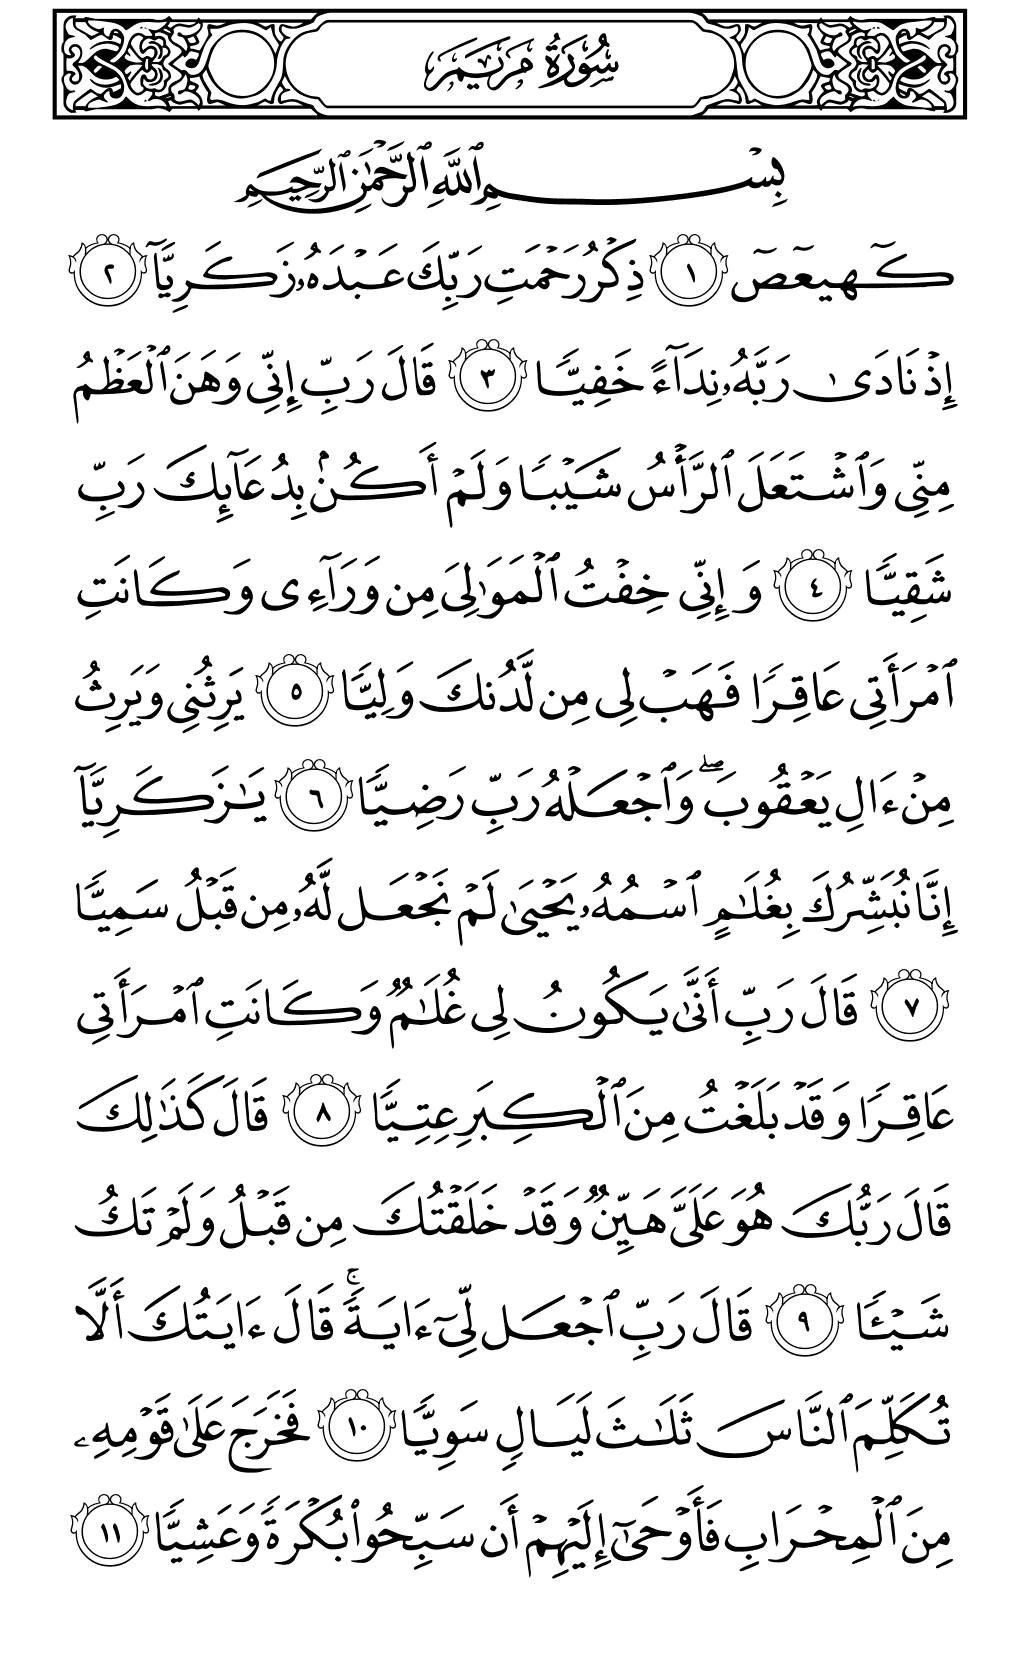 سُورَةُ مَرْيَمَ
بِسْمِ ٱللَّهِ ٱلرَّحْمَٰنِ ٱلرَّحِيمِ
كٓهيعٓصٓ ١ ذِكْرُ رَحْمَتِ رَبِّكَ عَبْدَهُۥ زَكَرِيَّآ ٢
إِذْ نَادَىٰ رَبَّهُۥ نِدَآءً خَفِيًّا ٣ قَالَ رَبِّ إِنِّى وَهَنَ ٱلْعَظْمُ
مِنِّى وَٱشْتَعَلَ ٱلرَّأْسُ شَيْبًا وَلَمْ أَكُنۢ بِدُعَآئِكَ رَبِّ
شَقِيًّا ٤ وَإِنِّى خِفْتُ ٱلْمَوَٰلِىَ مِن وَرَآءِى وَكَانَتِ
ٱمْرَأَتِى عَاقِرًا فَهَبْ لِى مِن لَّدُنكَ وَلِيًّا ٥ يَرِثُنِى وَيَرِثُ
مِنْ ءَالِ يَعْقُوبَ ۖ وَٱجْعَلْهُ رَبِّ رَضِيًّا ٦ يَٰزَكَرِيَّآ
إِنَّا نُبَشِّرُكَ بِغُلَٰمٍ ٱسْمُهُۥ يَحْيَىٰ لَمْ نَجْعَل لَّهُۥ مِن قَبْلُ سَمِيًّا
٧ قَالَ رَبِّ أَنَّىٰ يَكُونُ لِى غُلَٰمٌ وَكَانَتِ ٱمْرَأَتِى
عَاقِرًا وَقَدْ بَلَغْتُ مِنَ ٱلْكِبَرِ عِتِيًّا ٨ قَالَ كَذَٰلِكَ
قَالَ رَبُّكَ هُوَ عَلَىَّ هَيِّنٌ وَقَدْ خَلَقْتُكَ مِن قَبْلُ وَلَمْ تَكُ
شَيْـًٔا ٩ قَالَ رَبِّ ٱجْعَل لِّىٓ ءَايَةً ۚ قَالَ ءَايَتُكَ أَلَّا
تُكَلِّمَ ٱلنَّاسَ ثَلَٰثَ لَيَالٍ سَوِيًّا ١٠ فَخَرَجَ عَلَىٰ قَوْمِهِۦ
مِنَ ٱلْمِحْرَابِ فَأَوْحَىٰٓ إِلَيْهِمْ أَن سَبِّحُوا۟ بُكْرَةً وَعَشِيًّا ١١